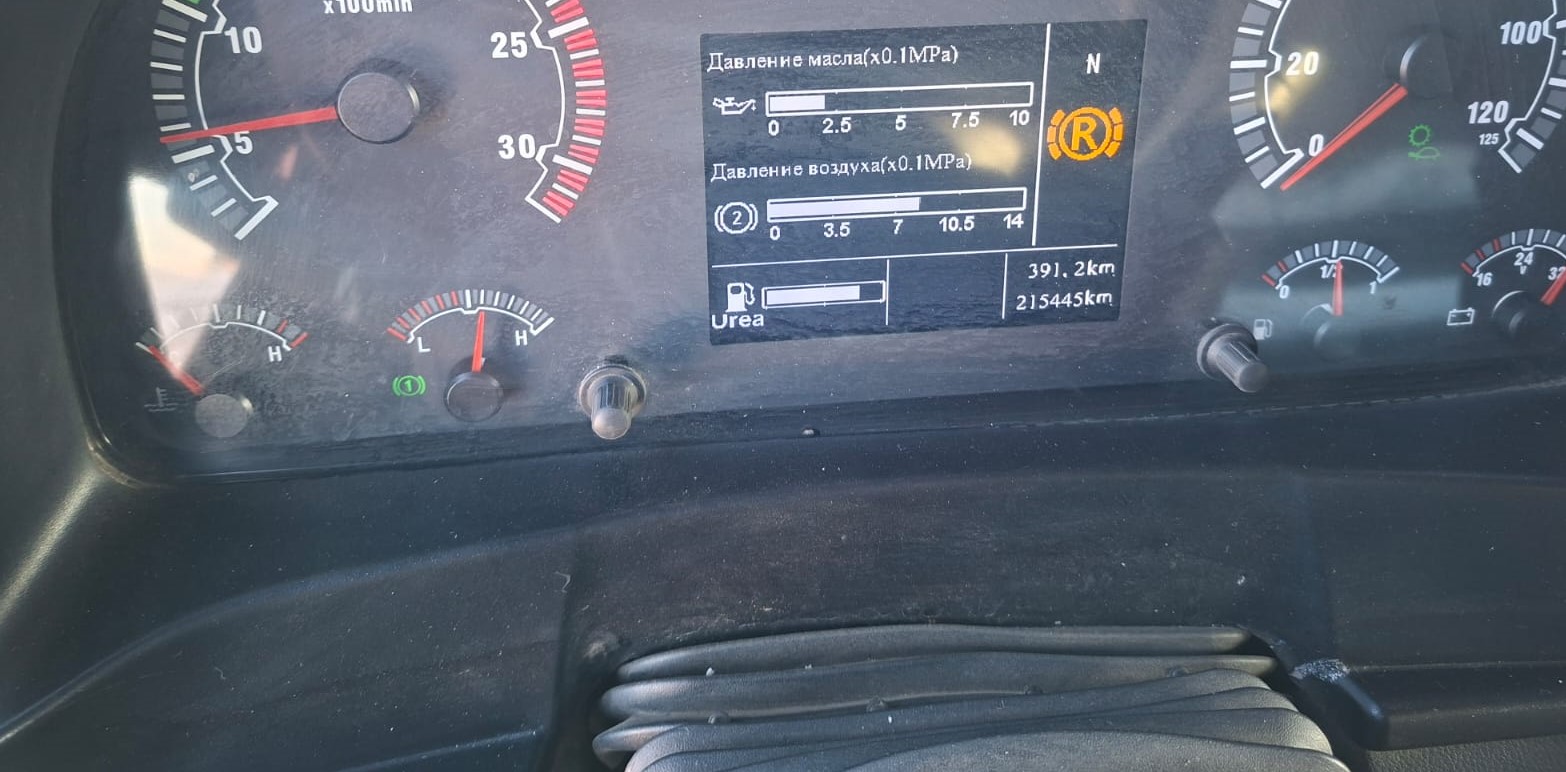 x100min
10
5
25
30
Давление масла(x0.1MPa)
0 2.5 5 7.5 10
Давление воздуха(x0.1MPa)
2
0 3.5 7 10.5 14
Urea
N
R
391.2km
215445km
20
0
100
120
125
H
L H
1
0 1/2 1
16 24 32
V